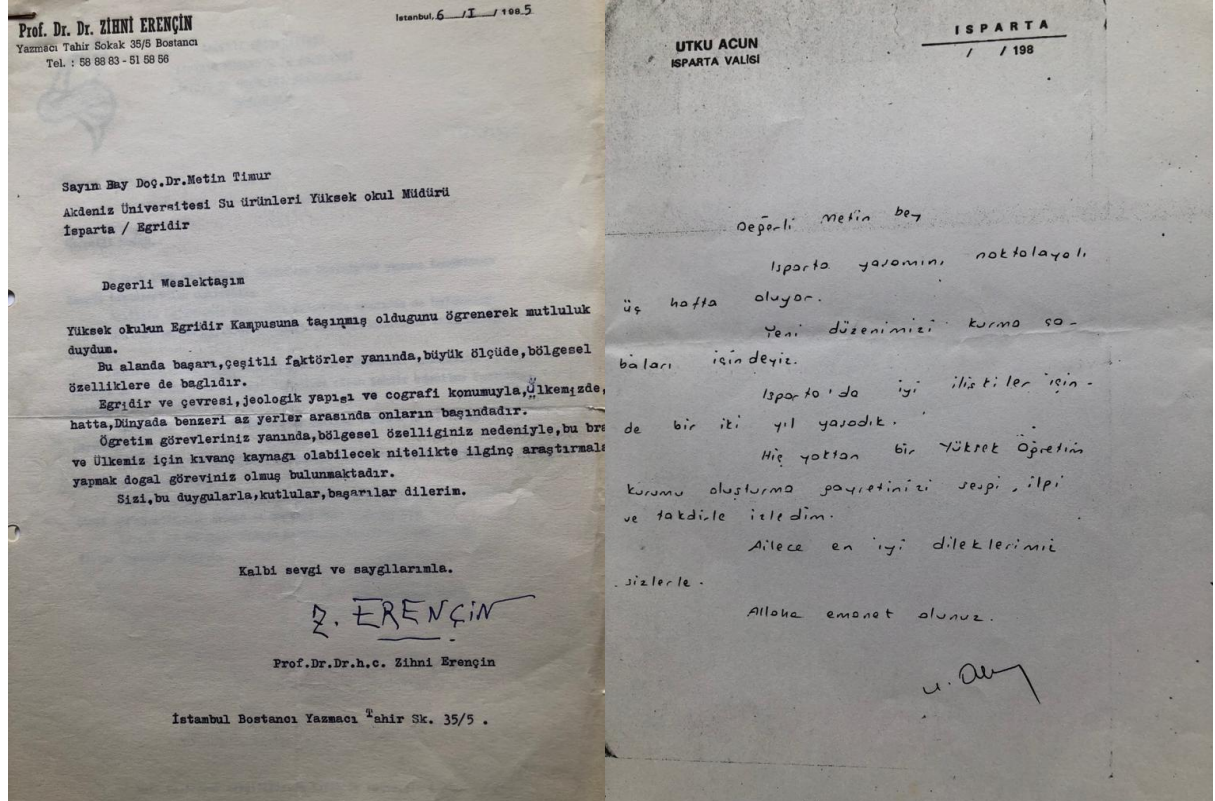 Prof. Dr. Dr. ZİHNİ ERENÇİN
Yazmacı Tahir Sokak 35/5 Bostancı
Tel. : 58 88 83 - 51 58 56
İstanbul, 6 / I / 1985
Sayın Bay Doç.Dr.Metin Timur
Akdeniz Üniversitesi Su ürünleri Yüksek okul Müdürü
İsparta / Egridir
Degerli Meslektaşım
Yüksek okulun Egridir Kampusuna taşınmış oldugunu ögrenerek mutluluk
duydum.
Bu alanda başarı,çeşitli faktörler yanında,büyük ölçüde,bölgesel
özelliklere de baglıdır.
Egridir ve çevresi,jeologik yapısı ve cografi konumuyla,Ülkemizde,
hatta,Dünyada benzeri az yerler arasında onların başındadır.
Ögretim görevleriniz yanında,bölgesel özelliginiz nedeniyle,bu bra
ve Ülkemiz için kıvanç kaynagı olabilecek nitelikte ilginç araştırmala
yapmak dogal göreviniz olmuş bulunmaktadır.
Sizi,bu duygularla,kutlular,başarılar dilerim.
Kalbi sevgi ve saygllarımla.
Z. ERENÇİN
Prof.Dr.Dr.h.c. Zihni Erençin
İstambul Bostancı Yazmacı Tahir Sk. 35/5 .
UTKU ACUN
ISPARTA VALİSİ
ISPARTA
/ / 198
Değerli Metin bey
Isparta yaşamını noktalayalı
üç hafta oluyor.
Yeni düzenimizi kurma ça-
baları içindeyiz.
Isparta'da iyi ilişkiler için-
de bir iki yıl yaşadık.
Hiç yoktan bir Yüksek Öğretim
kurumu oluşturma gayretinizi sevgi, ilgi
ve takdirle izledim.
Ailece en iyi dileklerimiz
sizlerle.
Allaha emanet olunuz.